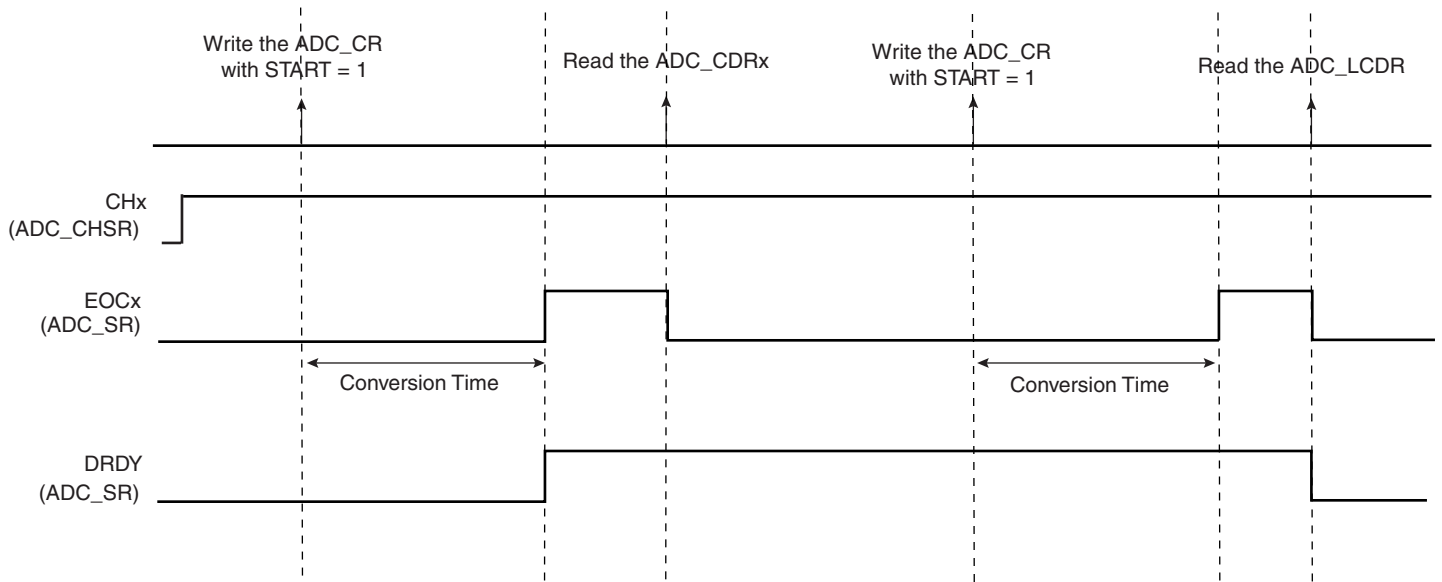 Write the ADC_CR
with START = 1
Read the ADC_CDRx
Write the ADC_CR
with START = 1
Read the ADC_LCDR
CHx
(ADC_CHSR)
EOCx
(ADC_SR)
Conversion Time
Conversion Time
DRDY
(ADC_SR)